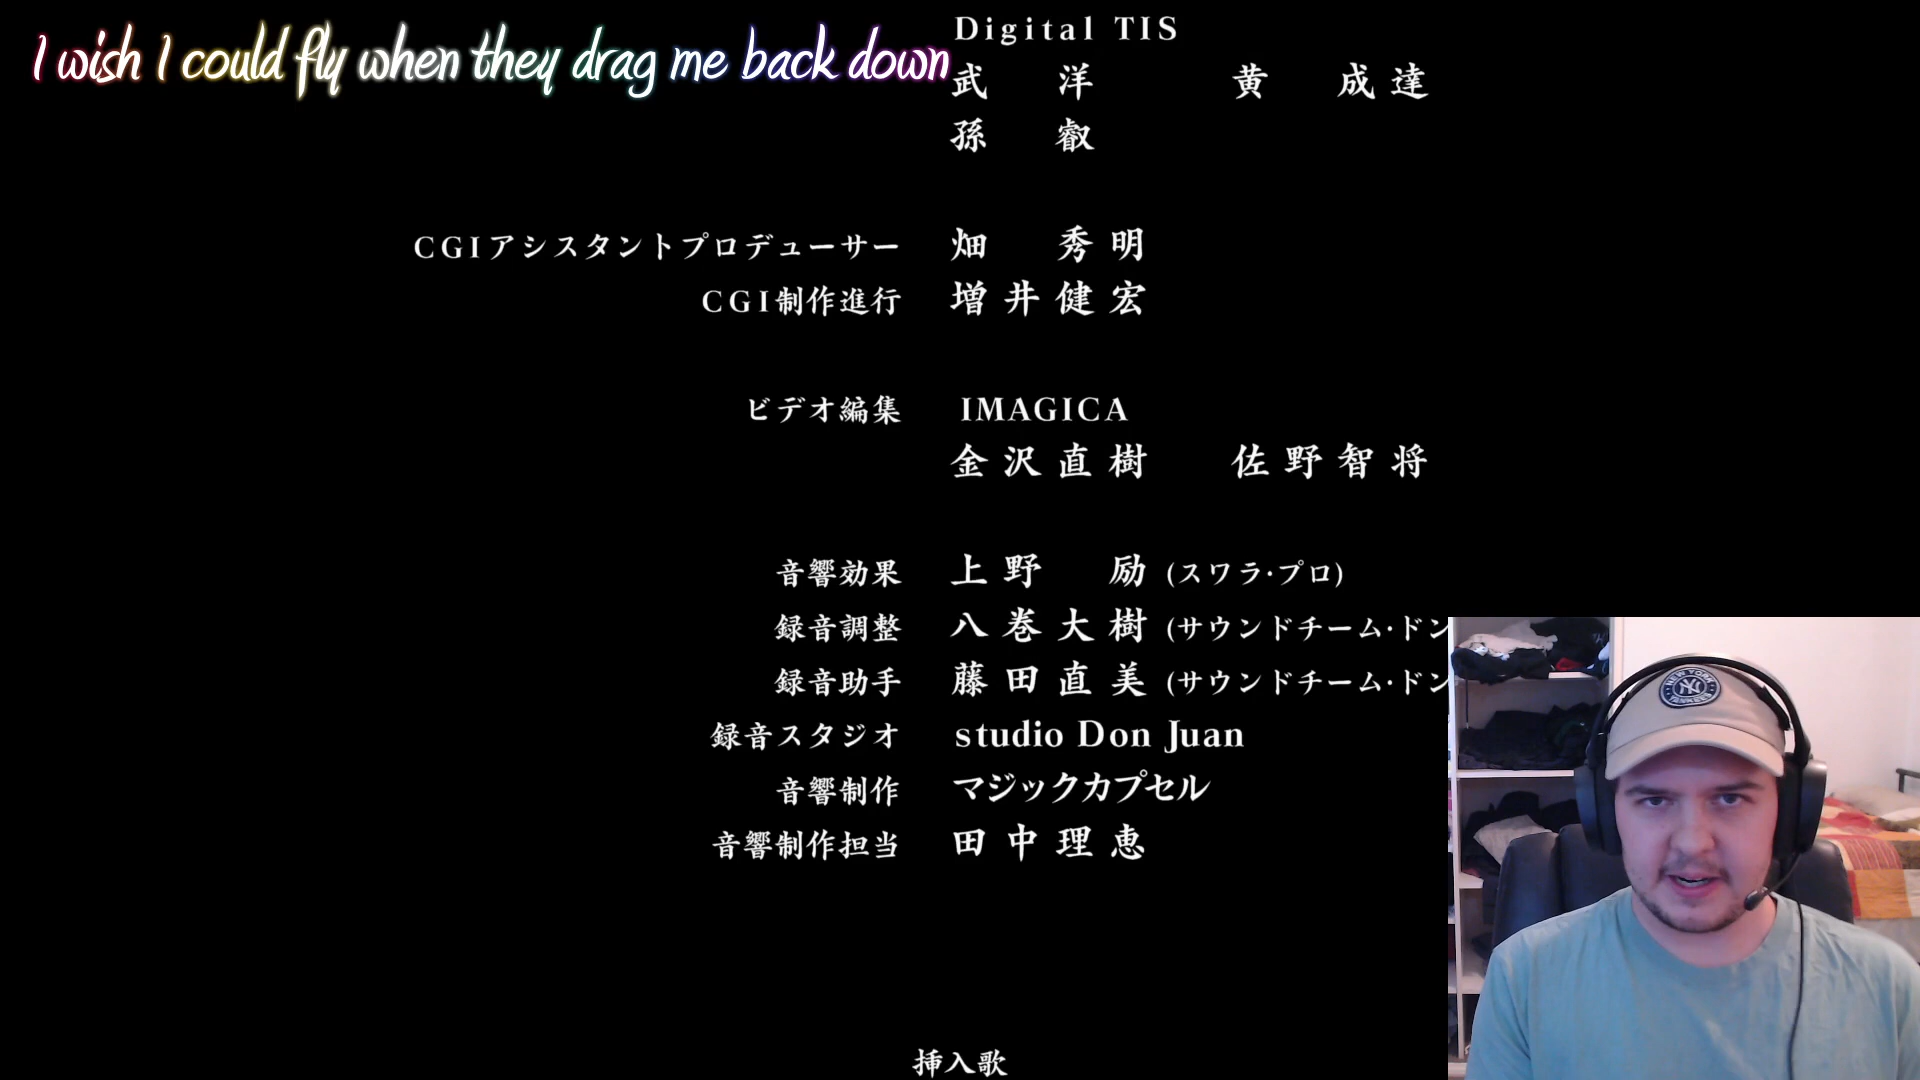 I wish I could fly when they drag me back down
Digital TIS
武 洋 黄 成達
孫 叡
CGIアシスタントプロデューサー 畑 秀明
CGI制作進行 増井健宏
ビデオ編集 IMAGICA
金沢直樹 佐野智将
音響効果 上野 励 (スワラ・プロ)
録音調整 八巻大樹 (サウンドチーム・ドン
録音助手 藤田直美 (サウンドチーム・ドン
録音スタジオ studio Don Juan
音響制作 マジックカプセル
音響制作担当 田中理恵
挿入歌
NEW YORK
YANKEES